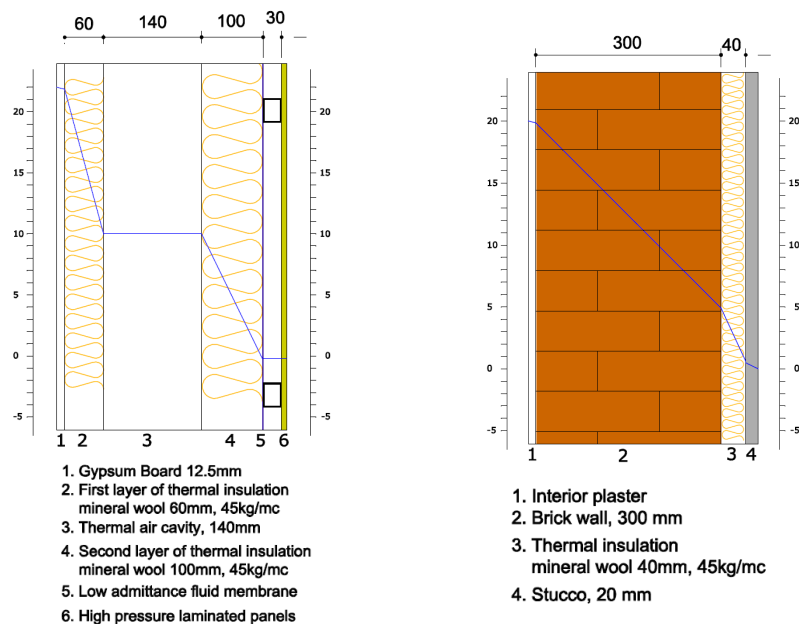 60 140 100 30
20 20
15 15
10 10
5 5
0 0
-5 -5
1 2 3 4 5 6
1. Gypsum Board 12.5mm
2. First layer of thermal insulation
mineral wool 60mm, 45kg/mc
3. Thermal air cavity, 140mm
4. Second layer of thermal insulation
mineral wool 100mm, 45kg/mc
5. Low admittance fluid membrane
6. High pressure laminated panels
300 40
20 20
15 15
10 10
5 5
0 0
-5 -5
1 2 3 4
1. Interior plaster
2. Brick wall, 300 mm
3. Thermal insulation
mineral wool 40mm, 45kg/mc
4. Stucco, 20 mm